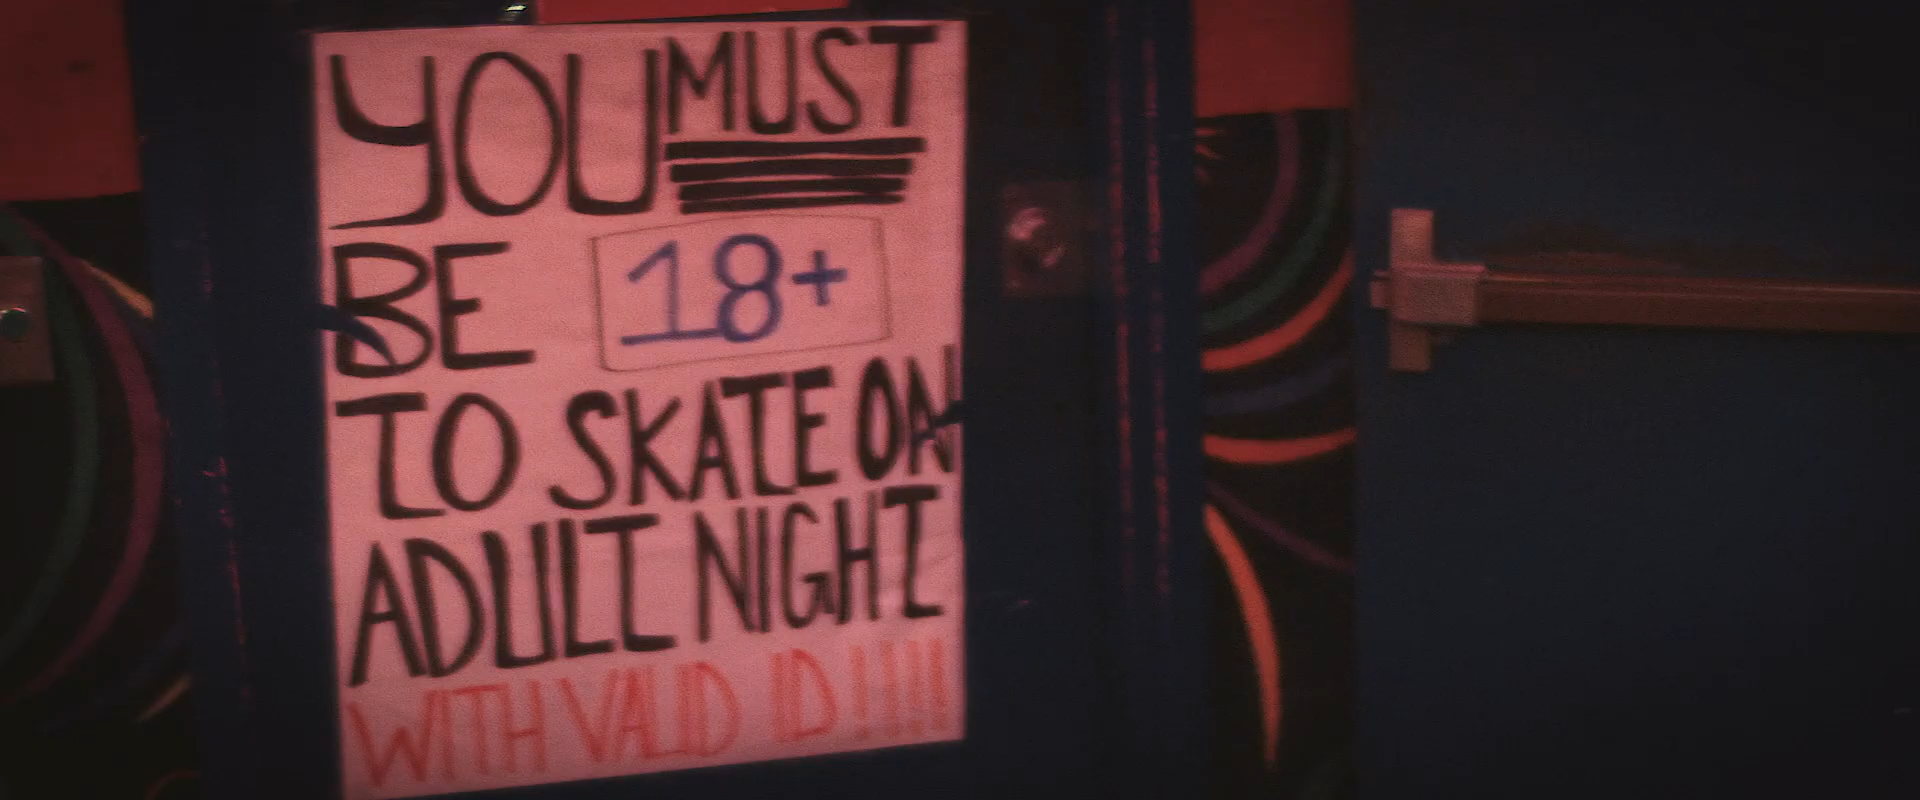 YOU MUST
BE 18+
TO SKATE ON
ADULT NIGHT
WITH VALID ID!!!!